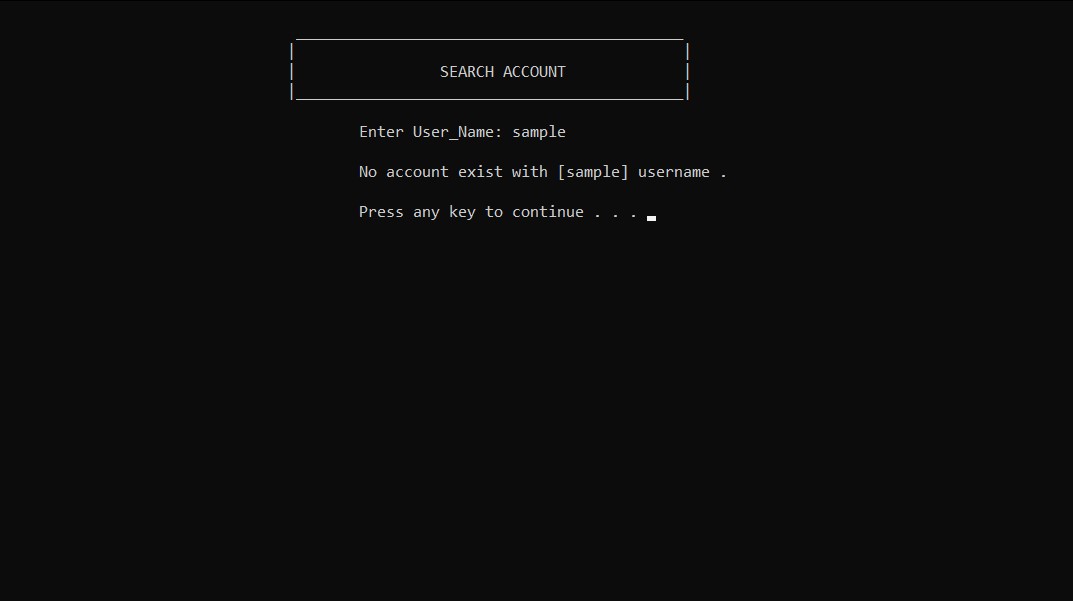 SEARCH ACCOUNT
Enter User_Name: sample
No account exist with [sample] username .
Press any key to continue . . .